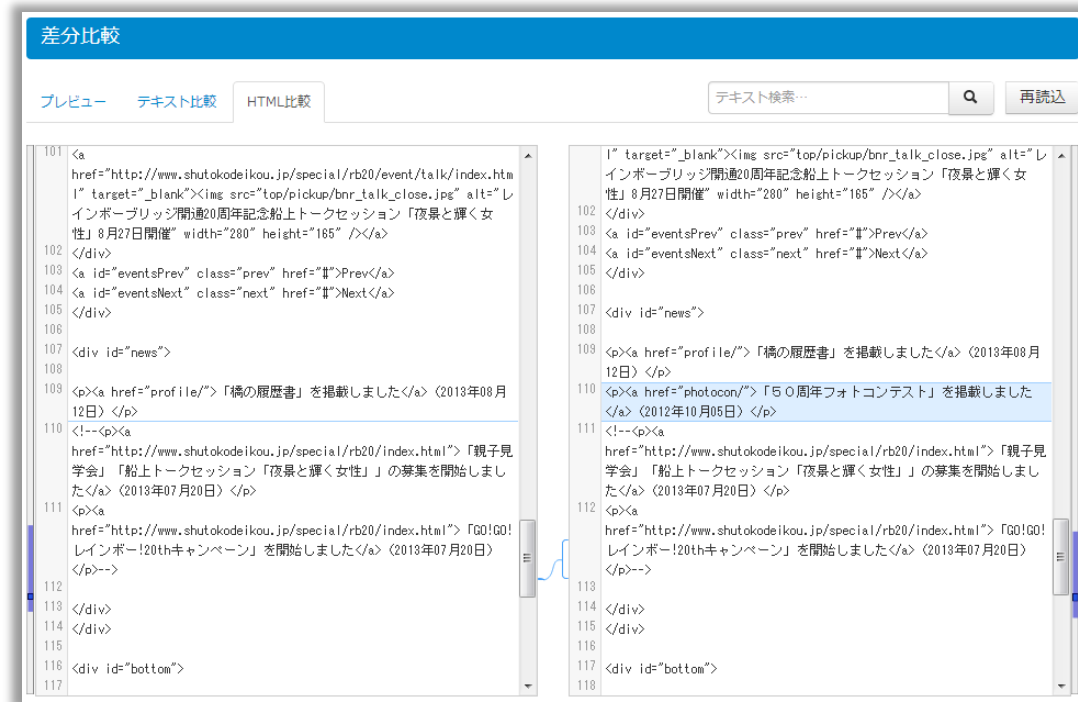 差分比較
プレビュー テキスト比較 HTML比較
テキスト検索… 再読込
101 <a
href="http://www.shutokodeikou.jp/special/rb20/event/talk/index.htm
l" target="_blank"><img src="top/pickup/bnr_talk_close.jpg" alt="レ
インボーブリッジ開通20周年記念船上トークセッション「夜景と輝く女
性」8月27日開催" width="280" height="165" /></a>
102 </div>
103 <a id="eventsPrev" class="prev" href="#">Prev</a>
104 <a id="eventsNext" class="next" href="#">Next</a>
105 </div>
106
107 <div id="news">
108
109 <p><a href="profile/">「橋の履歴書」を掲載しました</a>（2013年08月
12日）</p>
110 <!--<p><a
href="http://www.shutokodeikou.jp/special/rb20/index.html">「親子見
学会」「船上トークセッション「夜景と輝く女性」」の募集を開始しまし
た</a>（2013年07月20日）</p>
111 <p><a
href="http://www.shutokodeikou.jp/special/rb20/index.html">「GO!GO!
レインボー!20thキャンペーン」を開始しました</a>（2013年07月20日）
</p>-->
112
113 </div>
114 </div>
115
116 <div id="bottom">
117
l" target="_blank"><img src="top/pickup/bnr_talk_close.jpg" alt="レ
インボーブリッジ開通20周年記念船上トークセッション「夜景と輝く女
性」8月27日開催" width="280" height="165" /></a>
102 </div>
103 <a id="eventsPrev" class="prev" href="#">Prev</a>
104 <a id="eventsNext" class="next" href="#">Next</a>
105 </div>
106
107 <div id="news">
108
109 <p><a href="profile/">「橋の履歴書」を掲載しました</a>（2013年08月
12日）</p>
110 <p><a href="photocon/">「５０周年フォトコンテスト」を掲載しました
</a>（2012年10月05日）</p>
111 <!--<p><a
href="http://www.shutokodeikou.jp/special/rb20/index.html">「親子見
学会」「船上トークセッション「夜景と輝く女性」」の募集を開始しまし
た</a>（2013年07月20日）</p>
112 <p><a
href="http://www.shutokodeikou.jp/special/rb20/index.html">「GO!GO!
レインボー!20thキャンペーン」を開始しました</a>（2013年07月20日）
</p>-->
113
114 </div>
115 </div>
116
117 <div id="bottom">
118